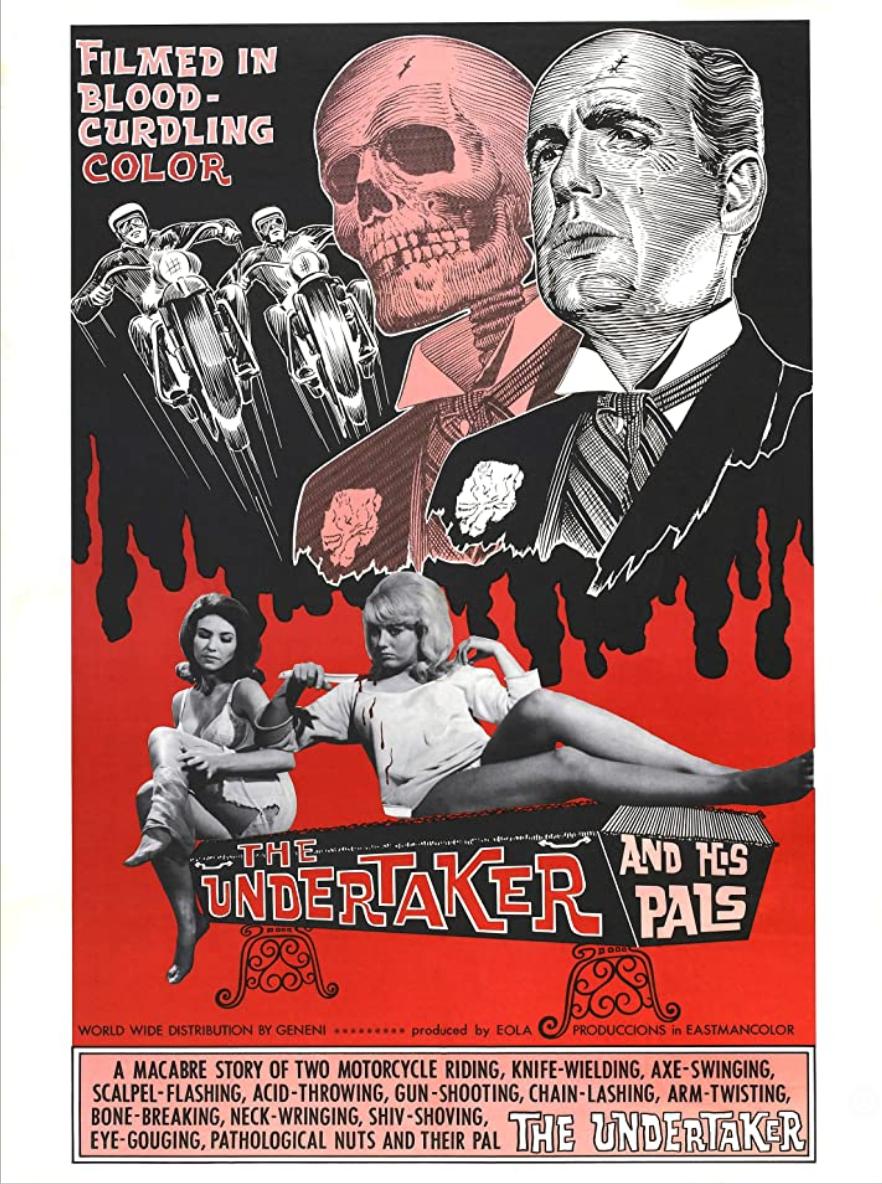 FILMED IN
BLOOD-
CURDLING
COLOR
THE
UNDERTAKER
AND HIS
PALS
WORLD WIDE DISTRIBUTION BY GENENI ********* produced by EOLA PRODUCCIONS in EASTMANCOLOR
A MACABRE STORY OF TWO MOTORCYCLE RIDING, KNIFE-WIELDING, AXE-SWINGING,
SCALPEL-FLASHING, ACID-THROWING, GUN-SHOOTING, CHAIN-LASHING, ARM-TWISTING,
BONE-BREAKING, NECK-WRINGING, SHIV-SHOVING,
EYE-GOUGING, PATHOLOGICAL NUTS AND THEIR PAL THE UNDERTAKER